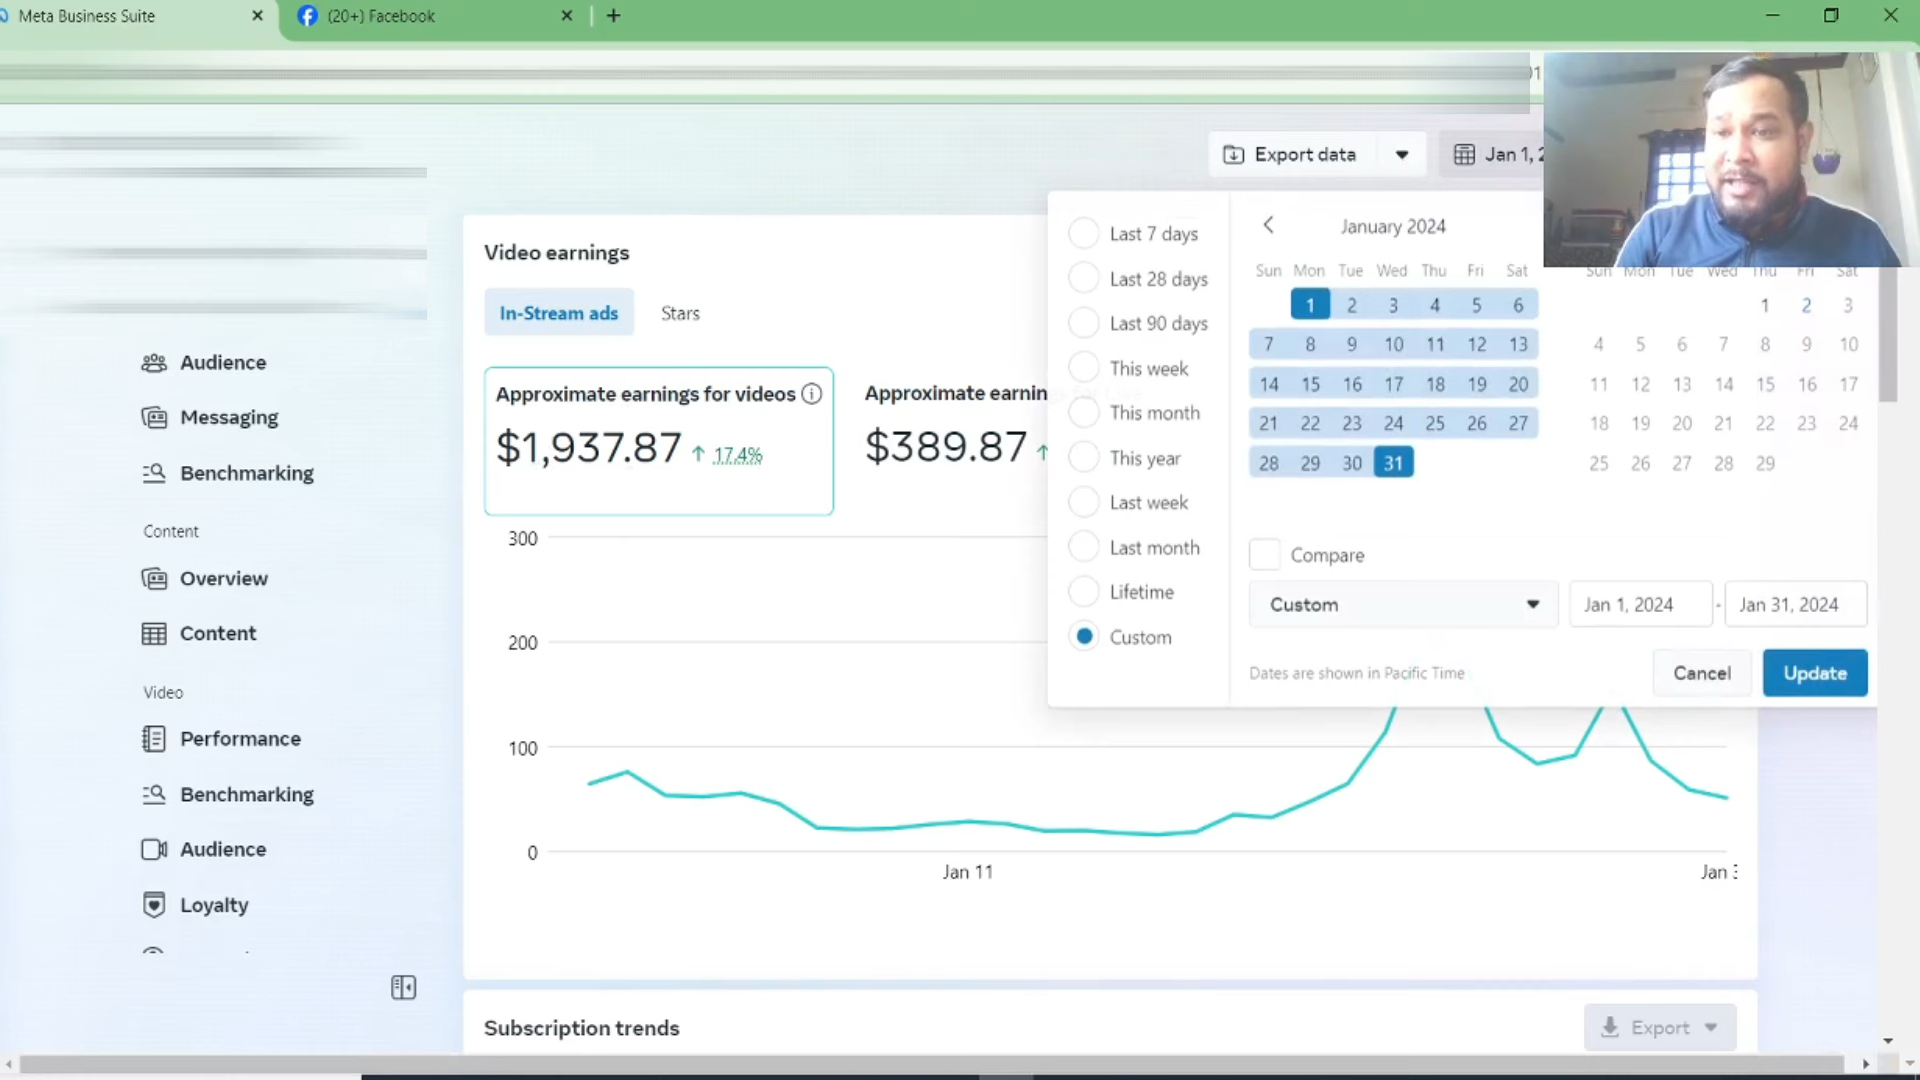 Meta Business Suite
(20+) Facebook
Export data
Jan 1, 2
Video earnings
In-Stream ads
Stars
Approximate earnings for videos
$1,937.87
17.4%
Approximate earnin
$389.87
300
200
100
0
Jan 11
Jan
Audience
Messaging
Benchmarking
Content
Overview
Content
Video
Performance
Benchmarking
Audience
Loyalty
Last 7 days
Last 28 days
Last 90 days
This week
This month
This year
Last week
Last month
Lifetime
Custom
January 2024
Sun Mon Tue Wed Thu Fri Sat
1 2 3 4 5 6
7 8 9 10 11 12 13
14 15 16 17 18 19 20
21 22 23 24 25 26 27
28 29 30 31
Sun Mon Tue Wed Thu Fri Sat
1 2 3
4 5 6 7 8 9 10
11 12 13 14 15 16 17
18 19 20 21 22 23 24
25 26 27 28 29
Compare
Custom
Jan 1, 2024 - Jan 31, 2024
Dates are shown in Pacific Time
Cancel
Update
Subscription trends
Export